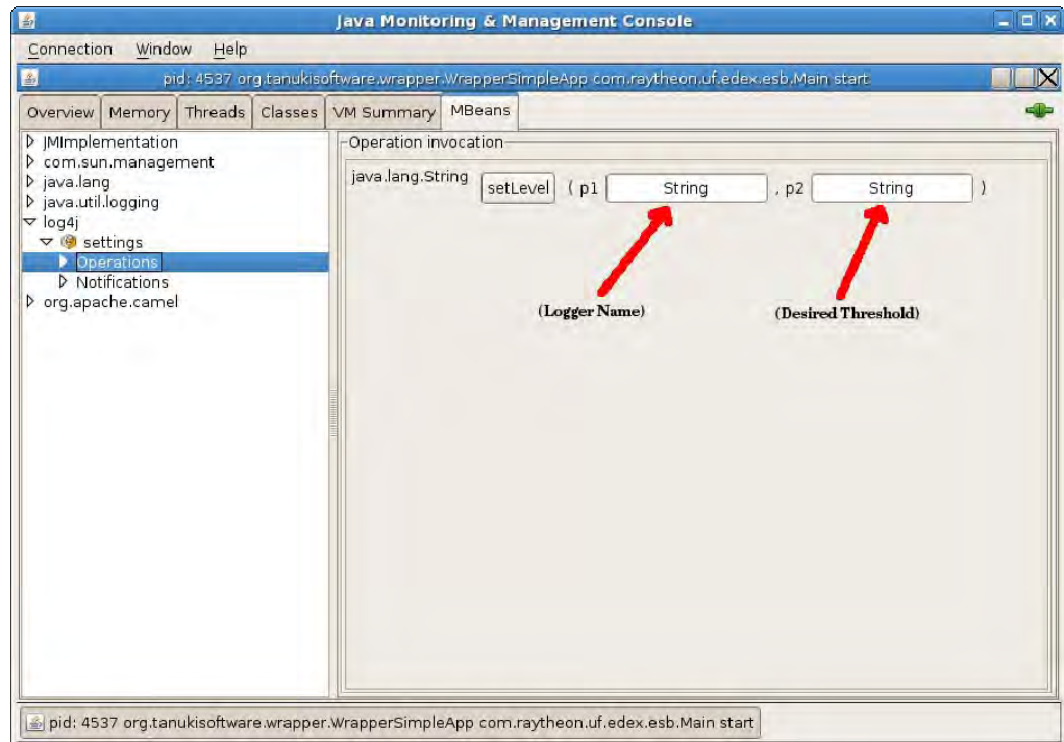 Java Monitoring & Management Console
Connection Window Help
pid: 4537 org.tanukisoftware.wrapper.WrapperSimpleApp com.raytheon.uf.edex.esb.Main start
Overview Memory Threads Classes VM Summary MBeans
JMImplementation
com.sun.management
java.lang
java.util.logging
log4j
settings
Operations
Notifications
org.apache.camel
Operation invocation
java.lang.String setLevel ( p1 String , p2 String )
(Logger Name) (Desired Threshold)
pid: 4537 org.tanukisoftware.wrapper.WrapperSimpleApp com.raytheon.uf.edex.esb.Main start